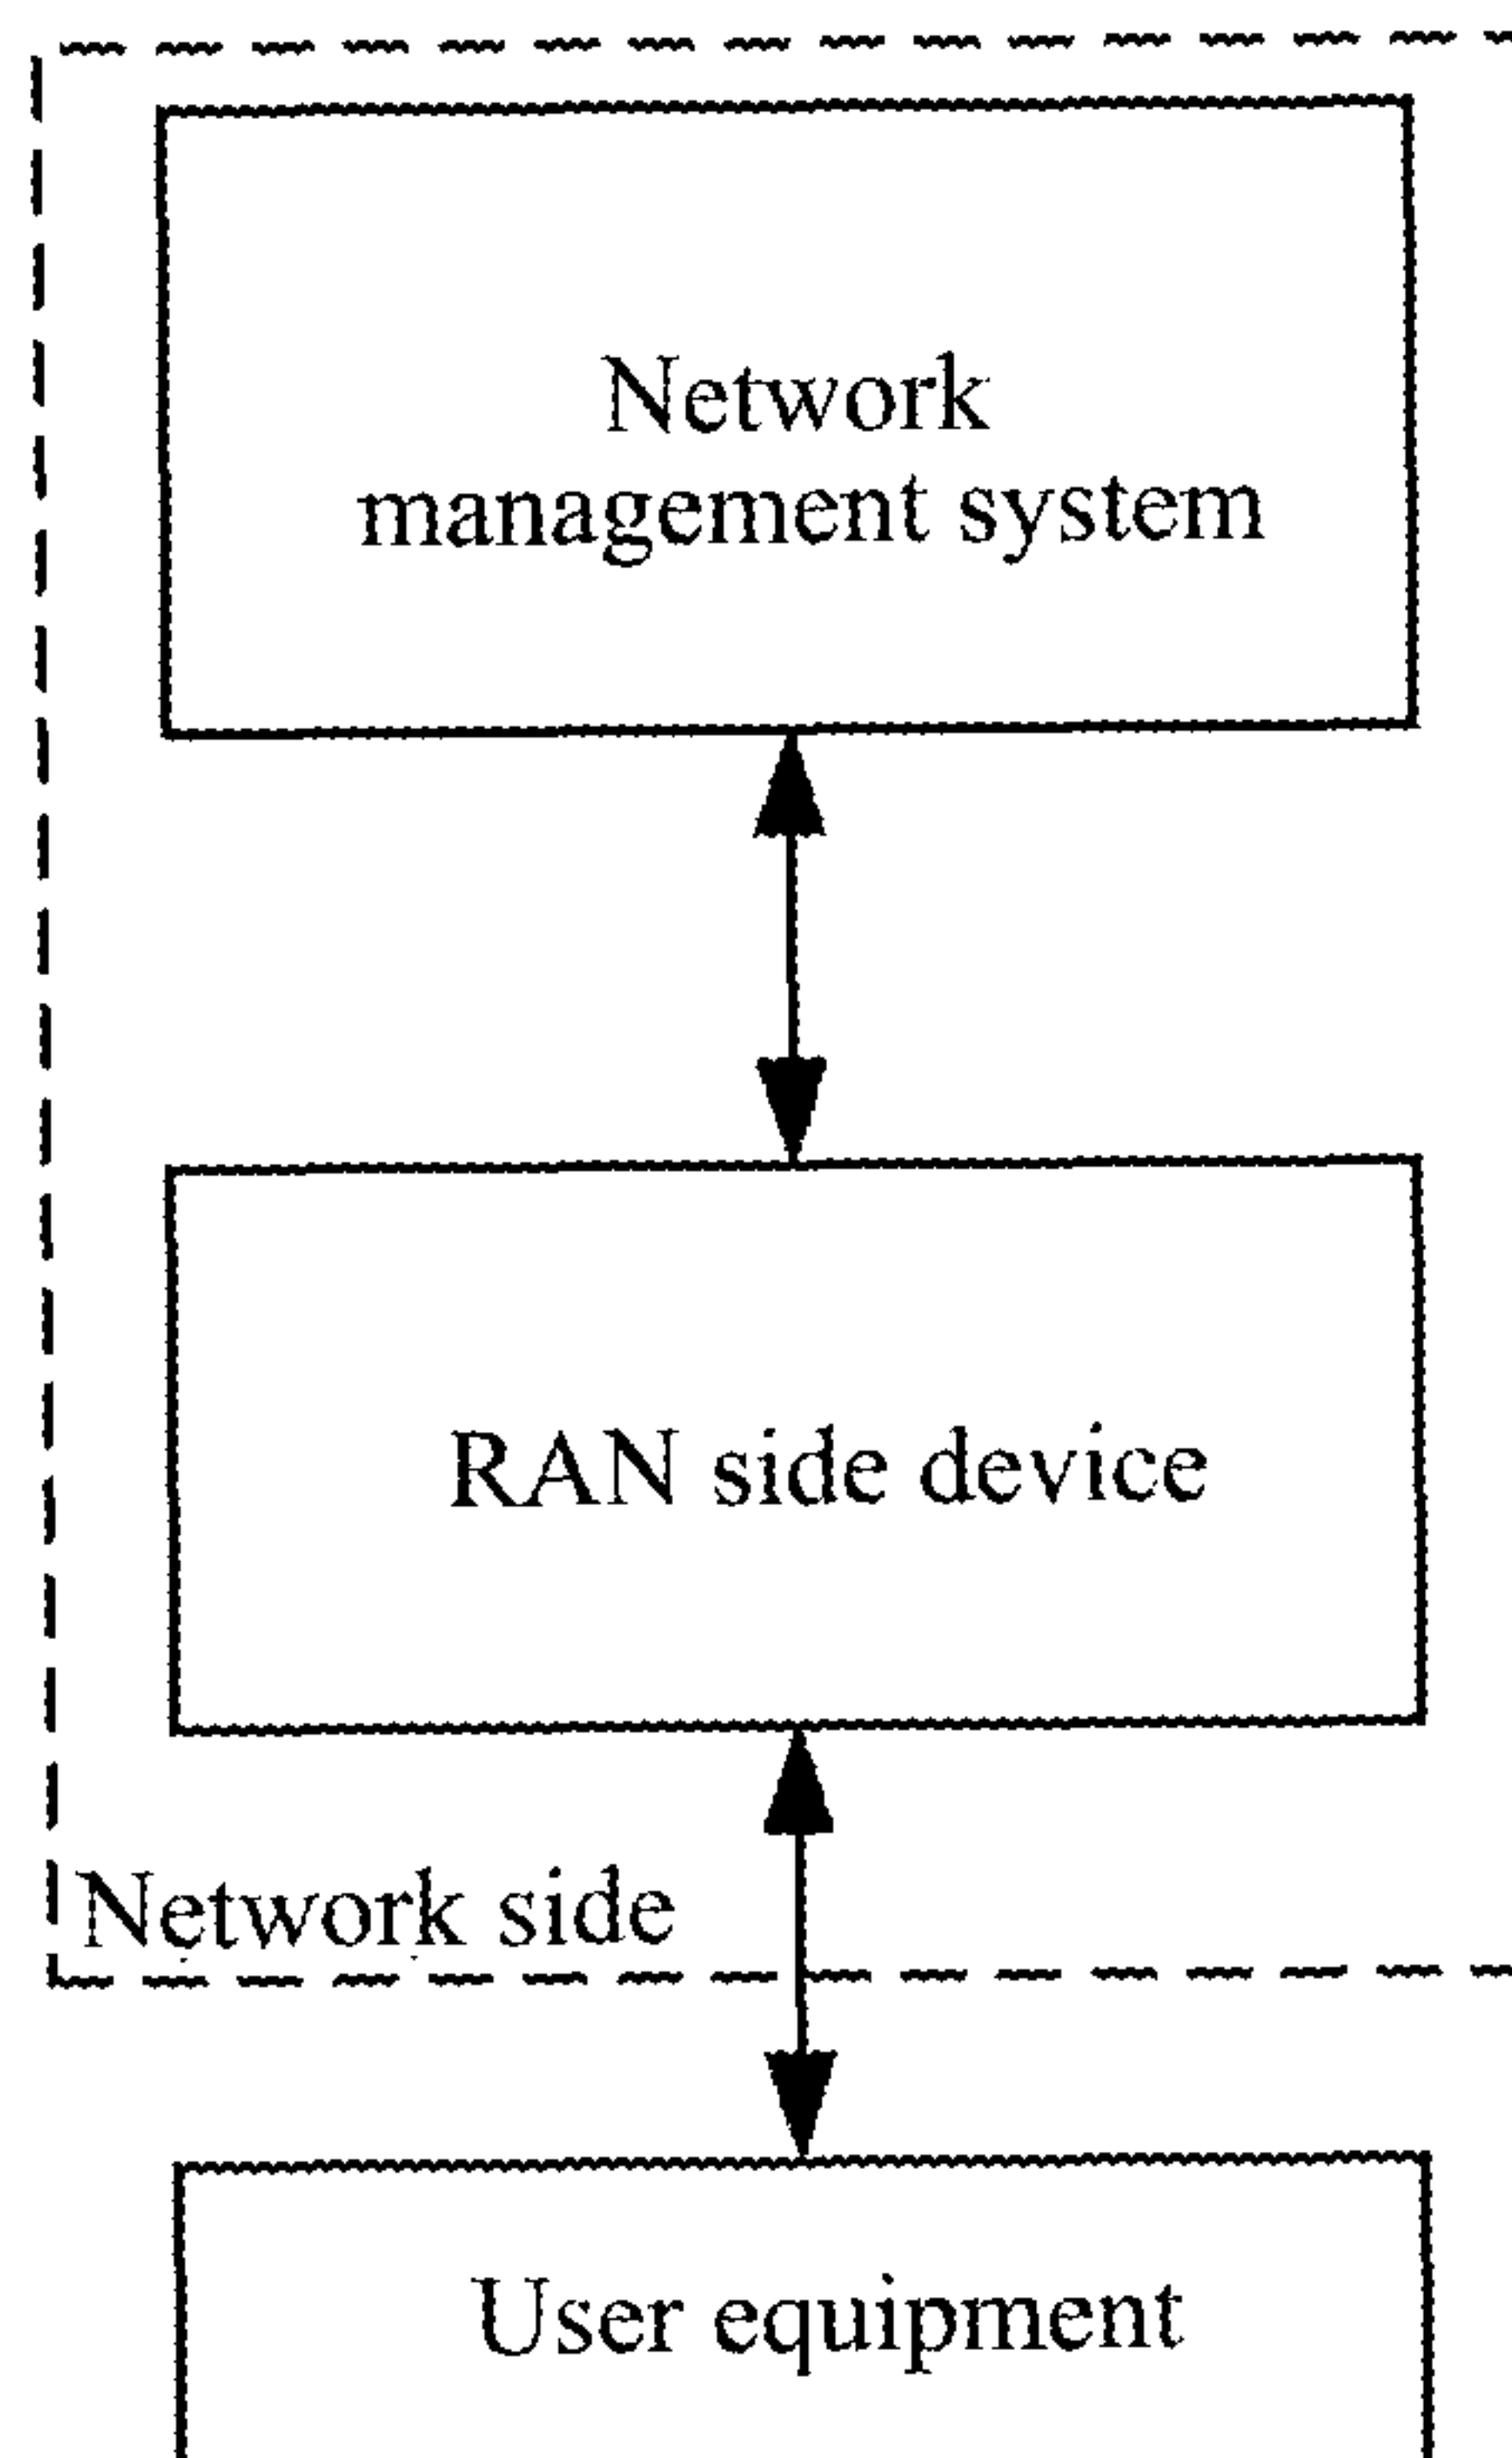 Network
management system
RAN side device
Network side
User equipment